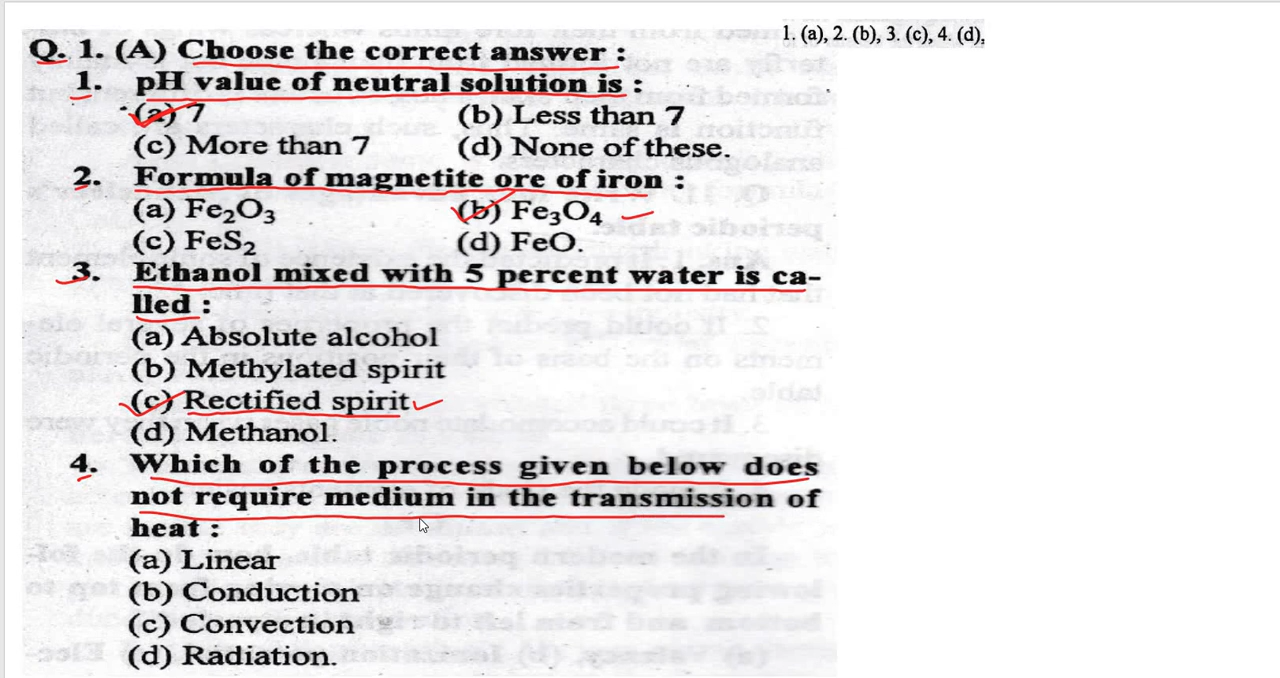 1. (a), 2. (b), 3. (c), 4. (d),
Q. 1. (A) Choose the correct answer :
1. pH value of neutral solution is :
(a) 7 (b) Less than 7
(c) More than 7 (d) None of these.
2. Formula of magnetite ore of iron :
(a) Fe₂O₃ (b) Fe₃O₄
(c) FeS₂ (d) FeO.
3. Ethanol mixed with 5 percent water is ca-
lled :
(a) Absolute alcohol
(b) Methylated spirit
(c) Rectified spirit
(d) Methanol.
4. Which of the process given below does
not require medium in the transmission of
heat :
(a) Linear
(b) Conduction
(c) Convection
(d) Radiation.